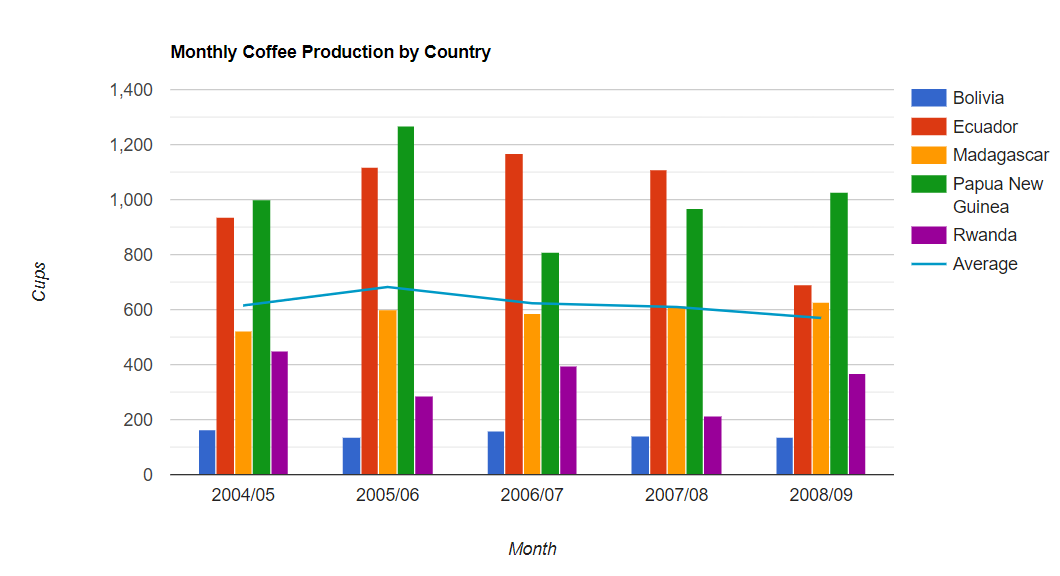 Monthly Coffee Production by Country
1,400
1,200
1,000
800
600
400
200
0
Cups
2004/05
2005/06
2006/07
2007/08
2008/09
Month
Bolivia
Ecuador
Madagascar
Papua New
Guinea
Rwanda
Average